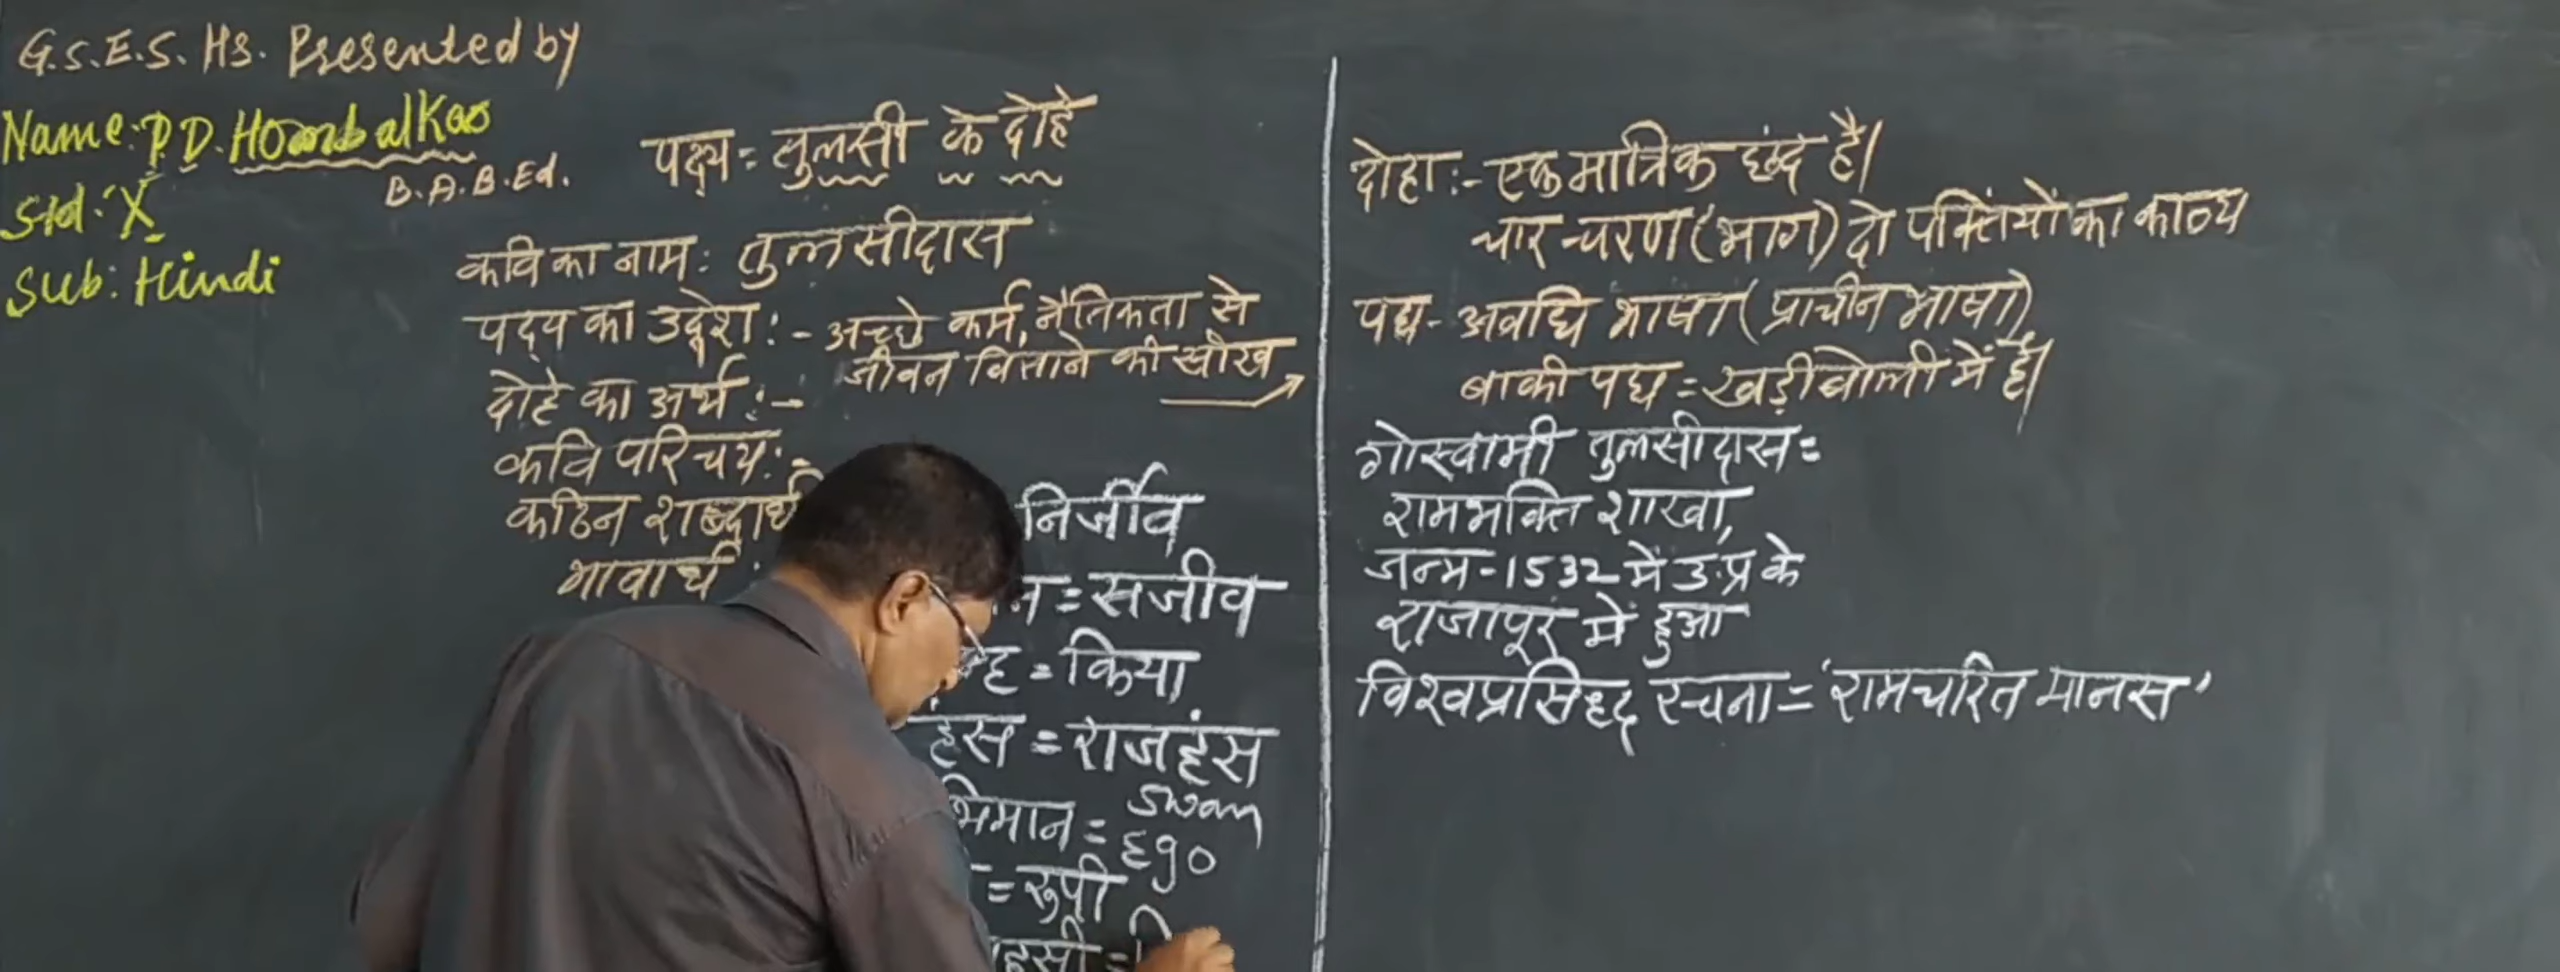 G.S.E.S. Hs. Presented by
Name: P.D. Hombalkar
B.A.B.Ed.
Std: X
Sub: Hindi
पद्य = तुलसी के दोहे
कवि का नाम: तुलसीदास
पद्य का उद्देश :- अच्छे कर्म, नैतिकता से
जीवन बिताने की सीख
दोहे का अर्थ :-
कवि परिचय :-
कठिन शब्दार्थ
भावार्थ :
निर्जीव
न = सजीव
ह = किया
हंस = राजहंस
swan
भिमान = Ego
= रुपी
हसी =
दोहा :- एक मात्रिक छंद है।
चार चरण (भाग) दो पक्तिंयों का काव्य
पद्य - अवधि भाषा (प्राचीन भाषा)
बाकी पद्य = खड़ीबोली में है।
गोस्वामी तुलसीदास =
रामभक्ति शाखा,
जन्म - 1532 में उ.प्र के
राजापूर में हुआ
विश्वप्रसिद्ध रचना = 'रामचरित मानस'